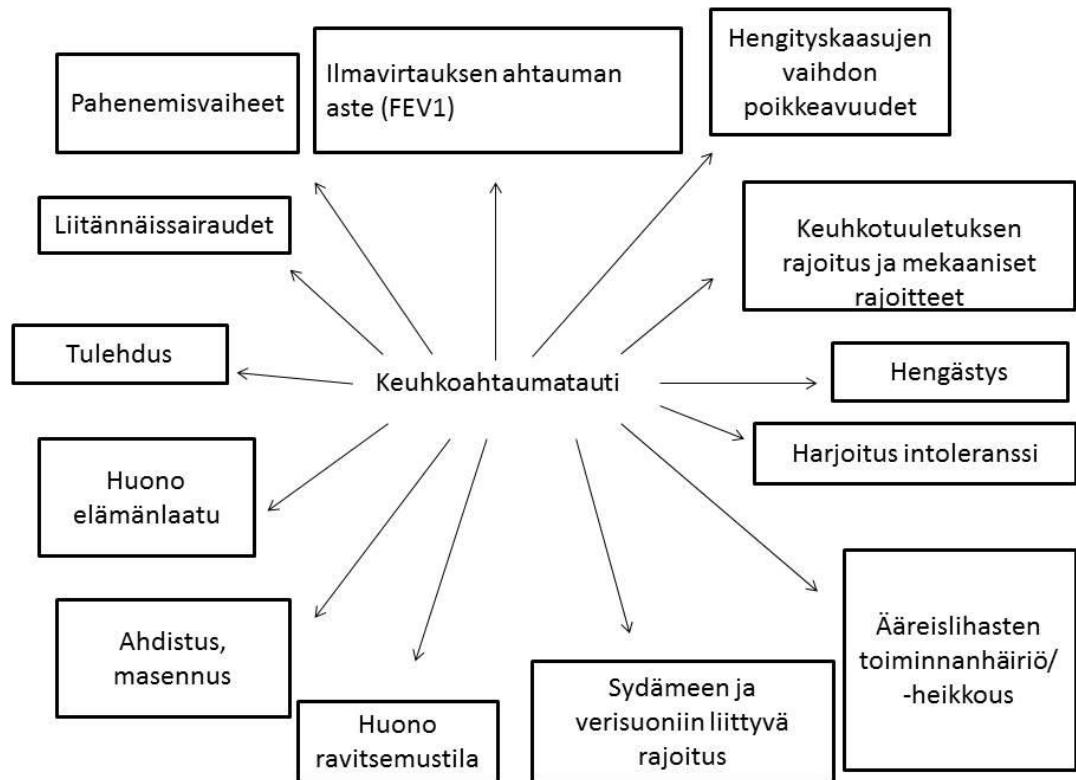 Pahenemisvaiheet
Ilmavirtauksen ahtauman
aste (FEV1)
Hengityskaasujen
vaihdon
poikkeavuudet
Liitännäissairaudet
Keuhkotuuletuksen
rajoitus ja mekaaniset
rajoitteet
Tulehdus
Keuhkoahtaumatauti
Hengästys
Harjoitus intoleranssi
Huono
elämänlaatu
Ääreislihasten
toiminnanhäiriö/
-heikkous
Ahdistus,
masennus
Huono
ravitsemustila
Sydämeen ja
verisuoniin liittyvä
rajoitus